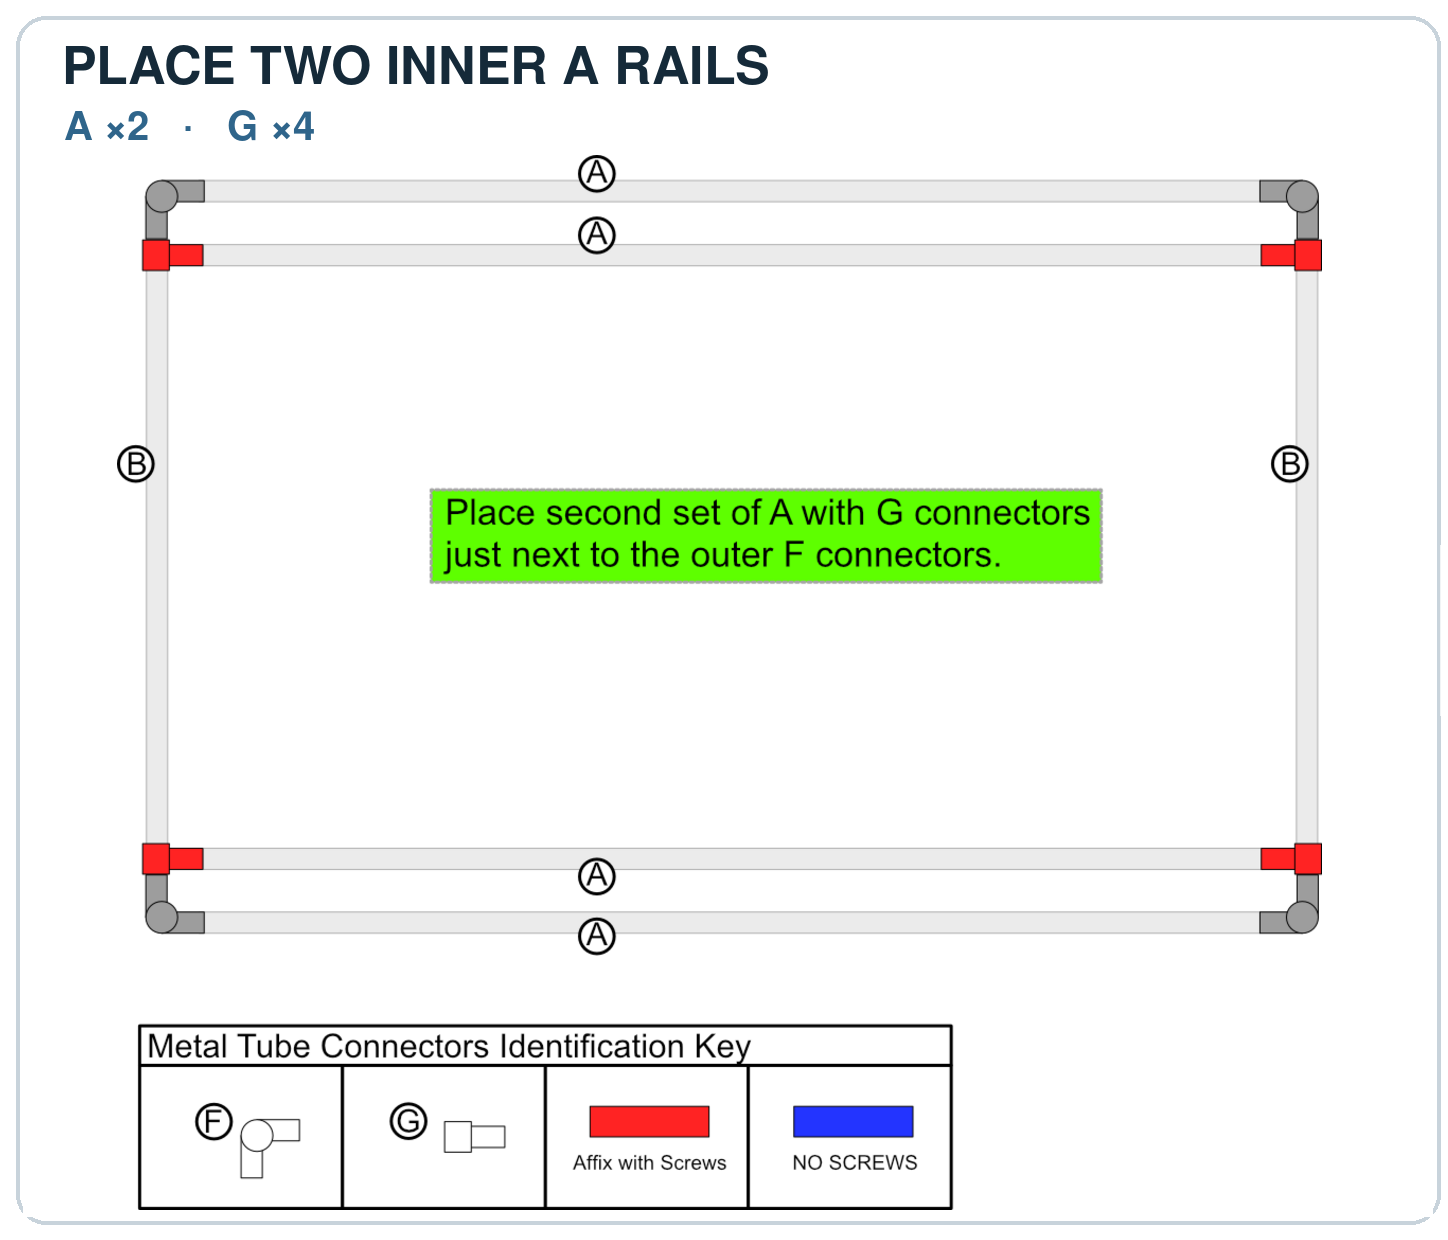 PLACE TWO INNER A RAILS
A ×2 · G ×4
A
A
B
B
Place second set of A with G connectors
just next to the outer F connectors.
A
A
Metal Tube Connectors Identification Key
F
G
Affix with Screws
NO SCREWS